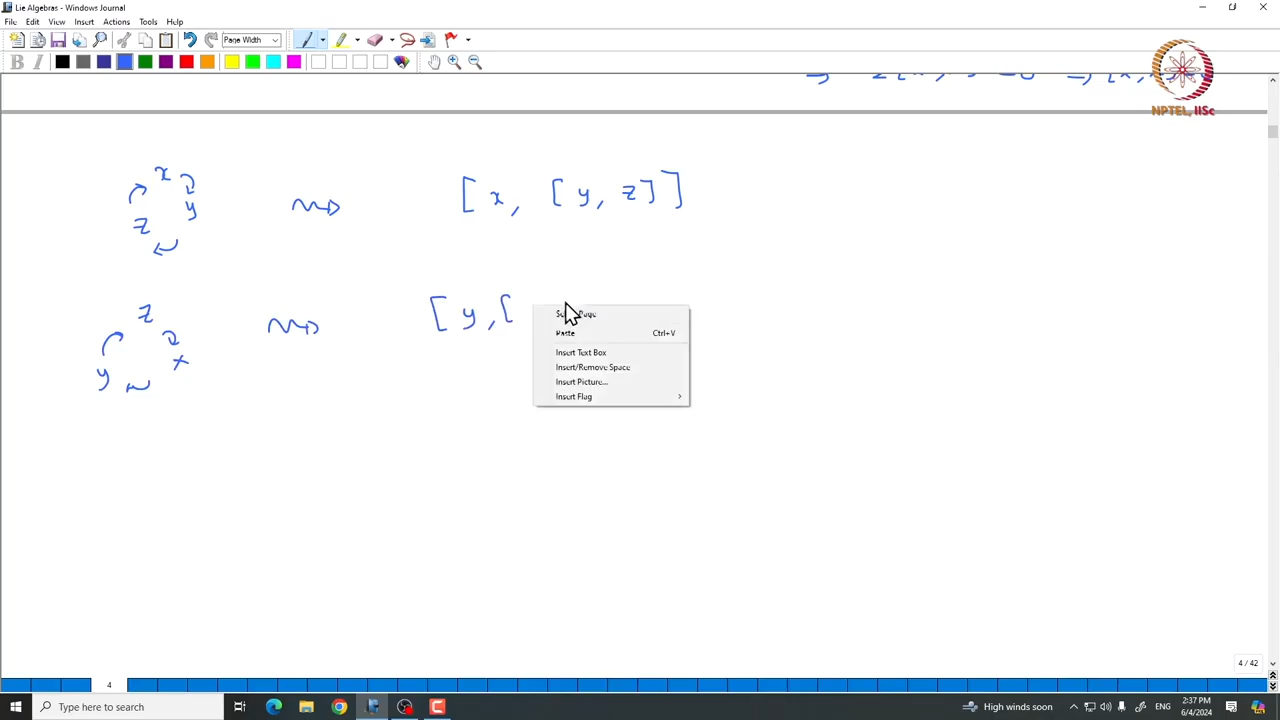 Lie Algebras - Windows Journal
File Edit View Insert Actions Tools Help
Page Width
B I
NPTEL, IISc
x
y
z
[x, [y, z]]
z
x
y
[y, [
Paste Ctrl+V
Insert Text Box
Insert/Remove Space
Insert Picture...
Insert Flag
4 / 42
4
Type here to search
High winds soon
ENG
2:37 PM
6/4/2024